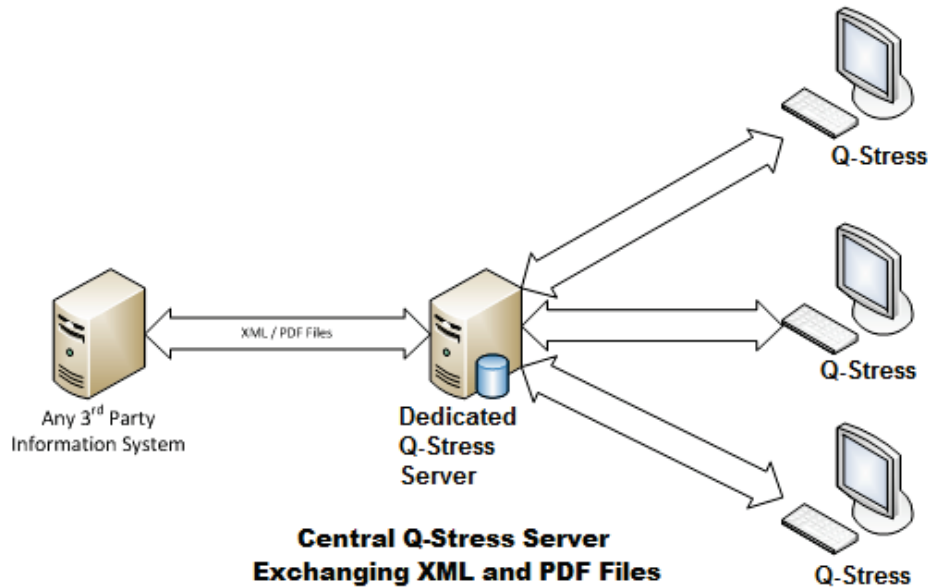 Q-Stress
XML / PDF Files
Q-Stress
Any 3rd Party
Information System
Dedicated
Q-Stress
Server
Central Q-Stress Server
Exchanging XML and PDF Files
Q-Stress